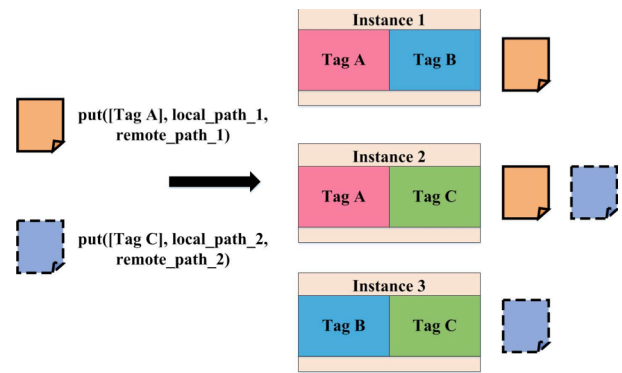 put([Tag A], local_path_1,
remote_path_1)
put([Tag C], local_path_2,
remote_path_2)
Instance 1
Tag A
Tag B
Instance 2
Tag A
Tag C
Instance 3
Tag B
Tag C